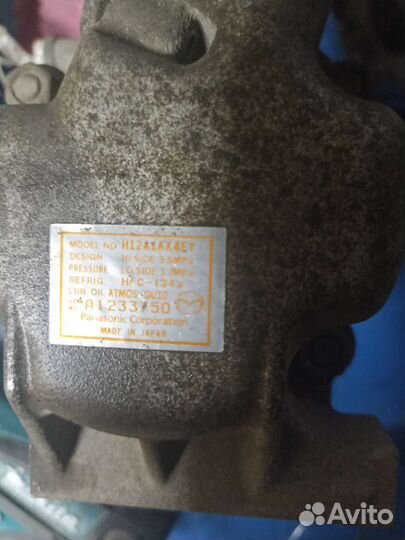 MODEL NO. H12A1AX4EY
DESIGN HI SIDE 3.5MPa
PRESSURE LO SIDE 1.7MPa
REFRIG. HFC-134a
LUB OIL ATMOS GU10
A1233750
Panasonic Corporation
MADE IN JAPAN
Avito